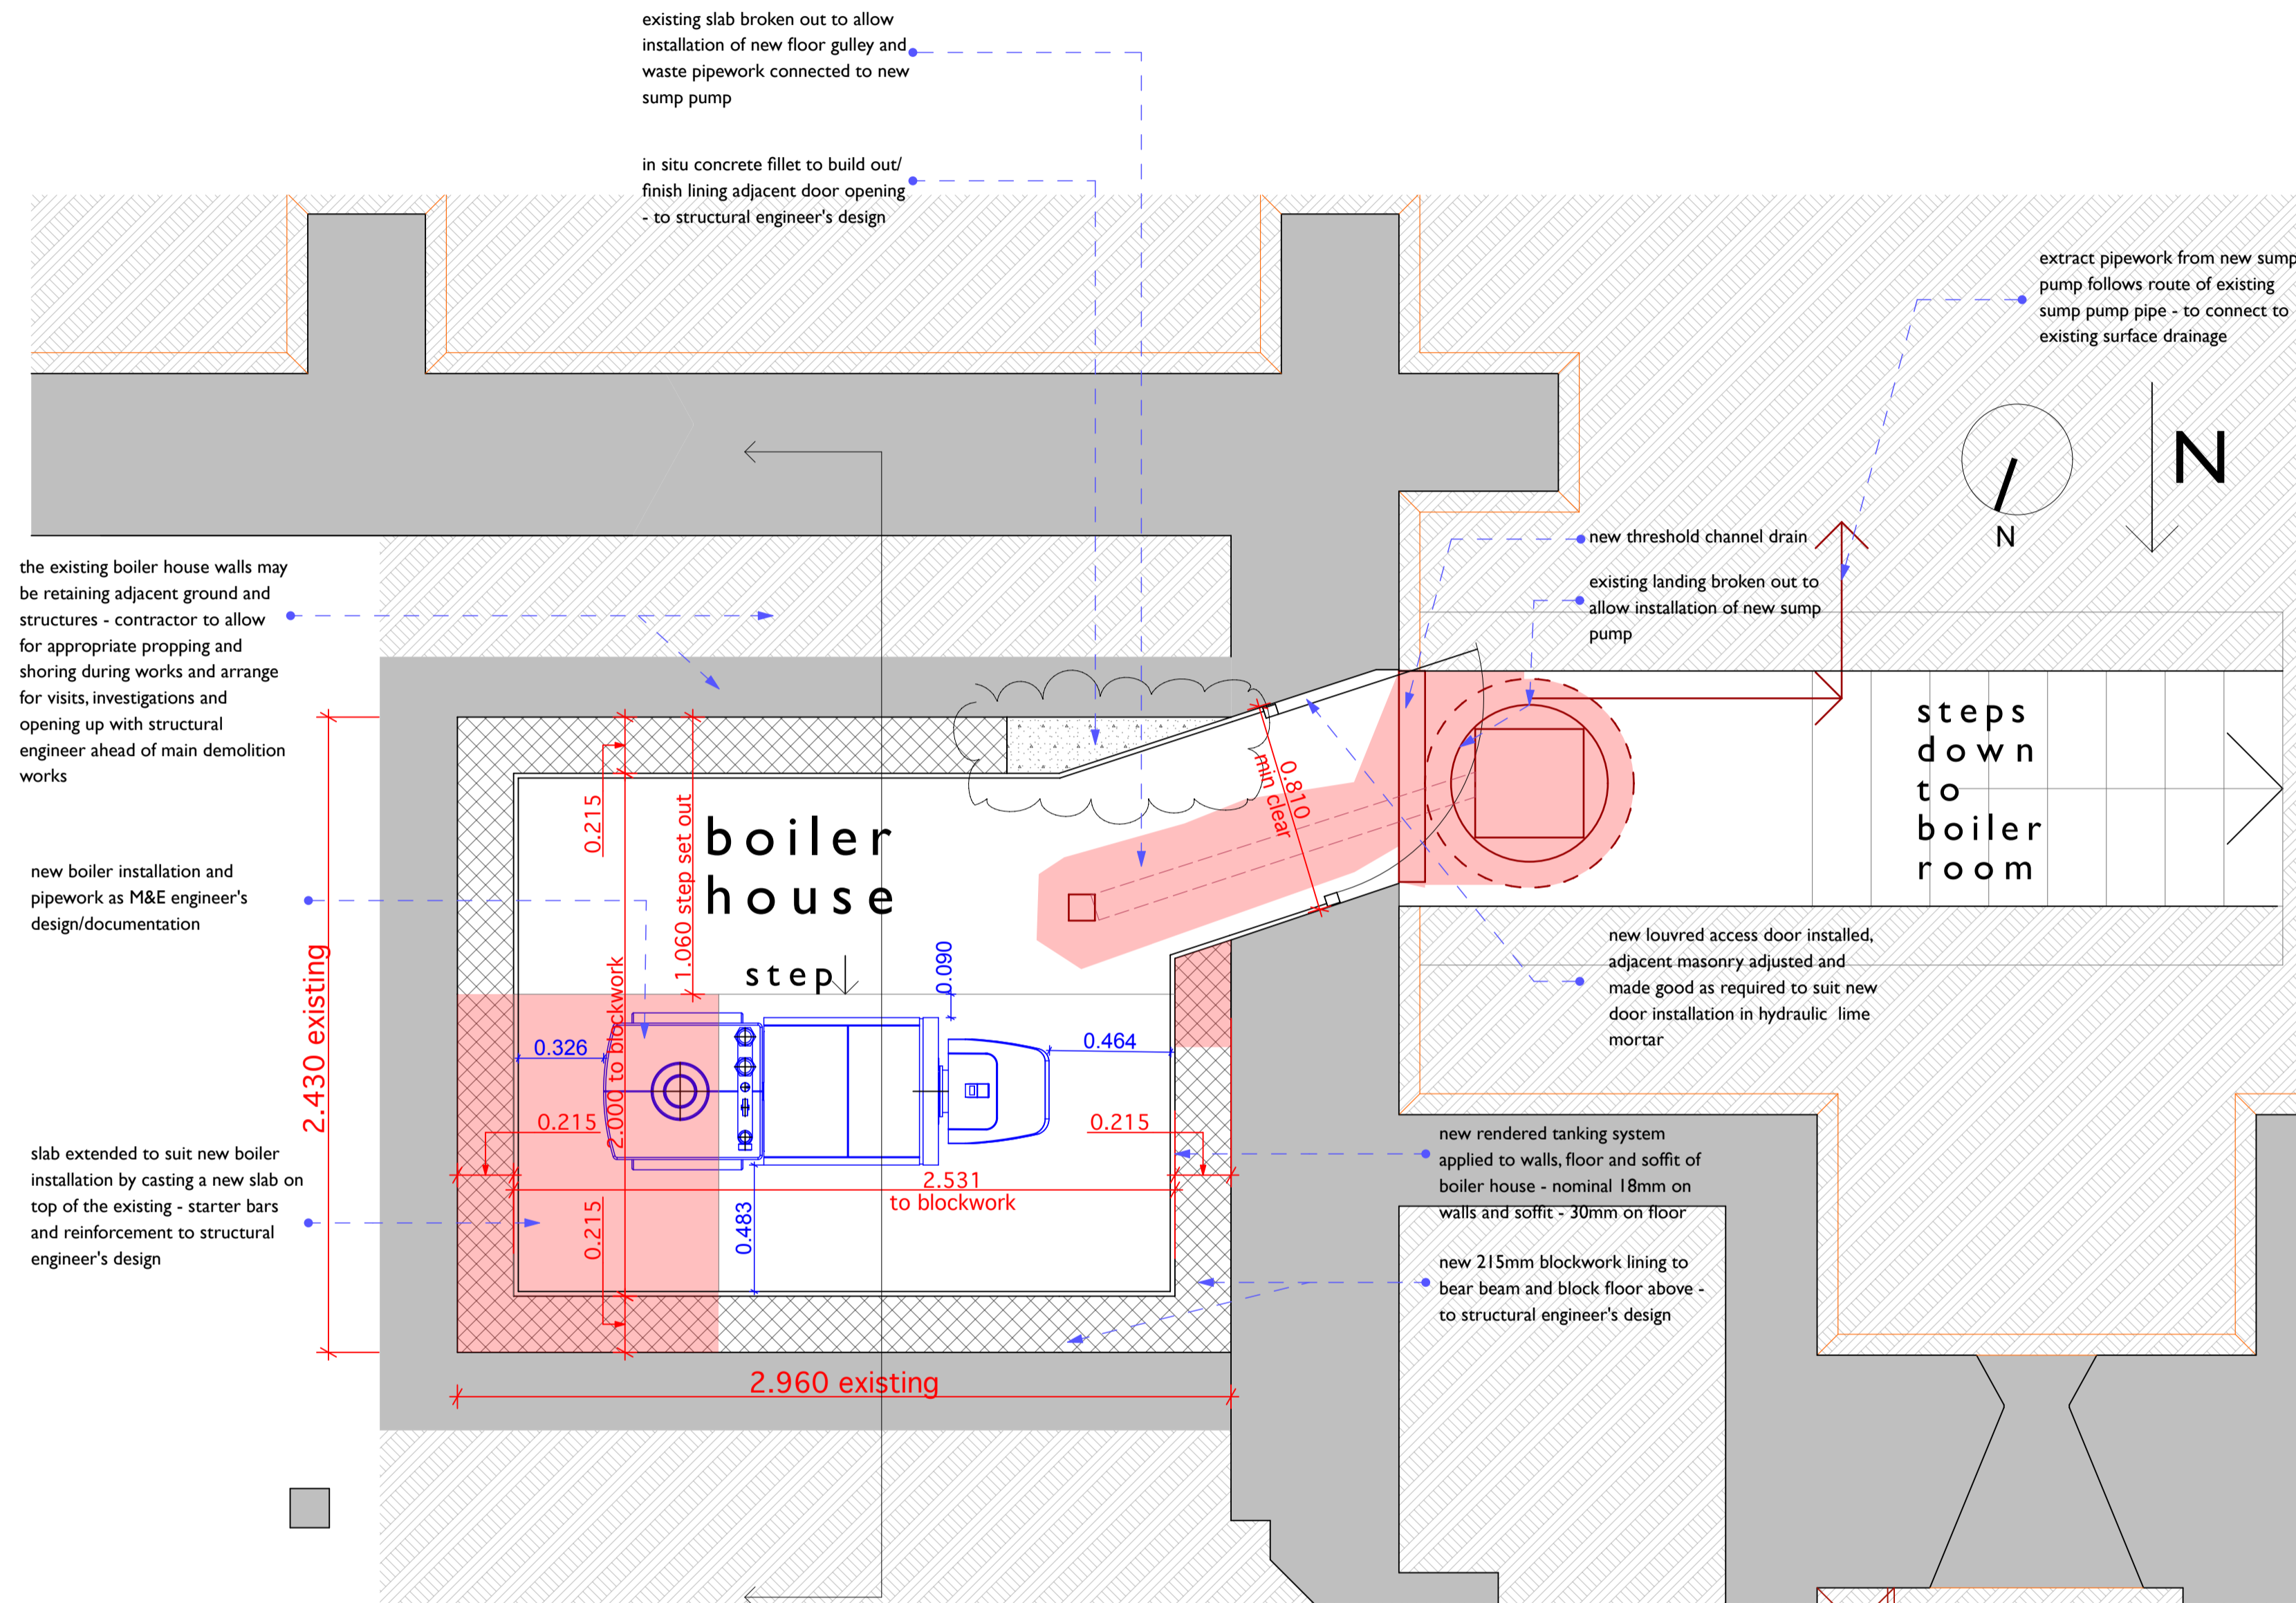 existing slab broken out to allow
installation of new floor gulley and
waste pipework connected to new
sump pump
in situ concrete fillet to build out/
finish lining adjacent door opening
- to structural engineer's design
extract pipework from new sump
pump follows route of existing
sump pump pipe - to connect to
existing surface drainage
N
N
new threshold channel drain
existing landing broken out to
allow installation of new sump
pump
the existing boiler house walls may
be retaining adjacent ground and
structures - contractor to allow
for appropriate propping and
shoring during works and arrange
for visits, investigations and
opening up with structural
engineer ahead of main demolition
works
steps
down
to
boiler
room
0.810
min clear
0.215
1.060 step set out
boiler
house
step
0.090
new boiler installation and
pipework as M&E engineer's
design/documentation
2.430 existing
2.000 to blockwork
0.326
0.464
0.215
0.215
new louvred access door installed,
adjacent masonry adjusted and
made good as required to suit new
door installation in hydraulic lime
mortar
slab extended to suit new boiler
installation by casting a new slab on
top of the existing - starter bars
and reinforcement to structural
engineer's design
0.215
0.483
2.531
to blockwork
new rendered tanking system
applied to walls, floor and soffit of
boiler house - nominal 18mm on
walls and soffit - 30mm on floor
new 215mm blockwork lining to
bear beam and block floor above -
to structural engineer's design
2.960 existing